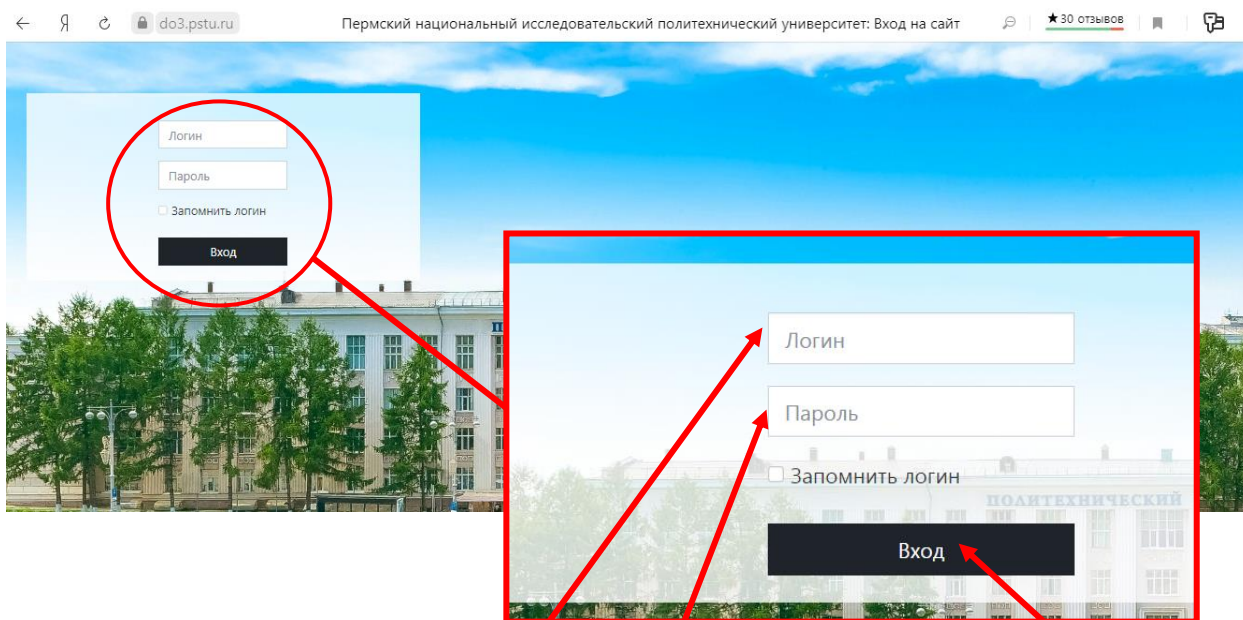 Я do3.pstu.ru Пермский национальный исследовательский политехнический университет: Вход на сайт ★30 отзывов
Логин
Пароль
Запомнить логин
Вход
Логин
Пароль
Запомнить логин
ПОЛИТЕХНИЧЕСКИЙ
Вход